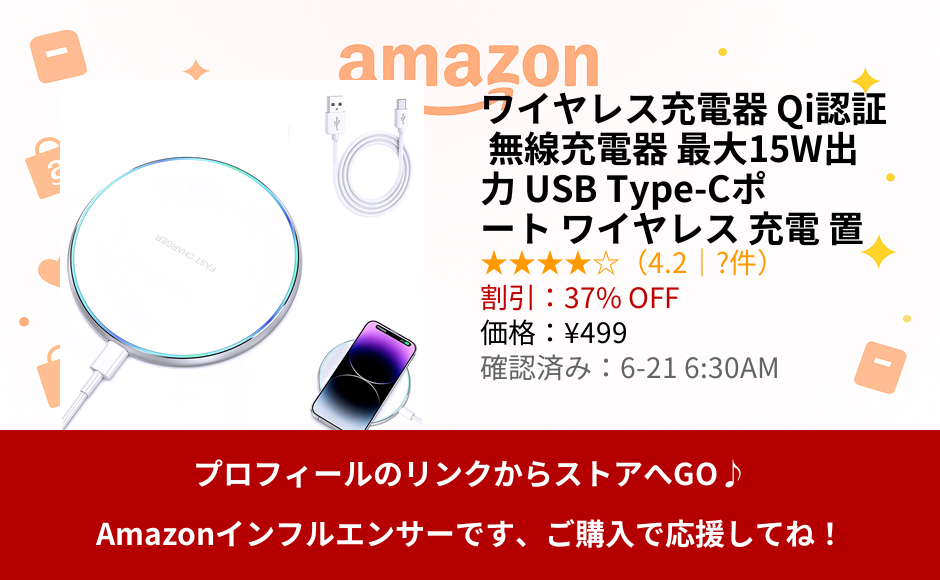 amazon
ワイヤレス充電器 Qi認証
無線充電器 最大15W出
力 USB Type-Cポ
ート ワイヤレス 充電 置
★★★★☆（4.2｜?件）
割引：37% OFF
価格：¥499
確認済み：6-21 6:30AM
FAST CHARGER
プロフィールのリンクからストアへGO♪
Amazonインフルエンサーです、ご購入で応援してね！